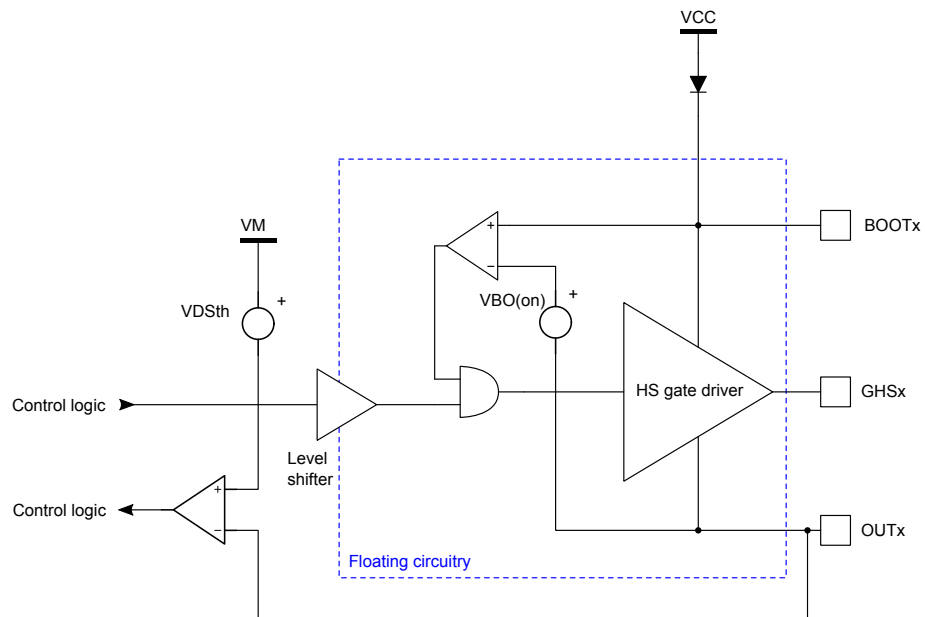 VCC
BOOTx
VM
+
−
+
VDSth
VBO(on)
+
HS gate driver
GHSx
Control logic
Level
shifter
Control logic
+
−
OUTx
Floating circuitry